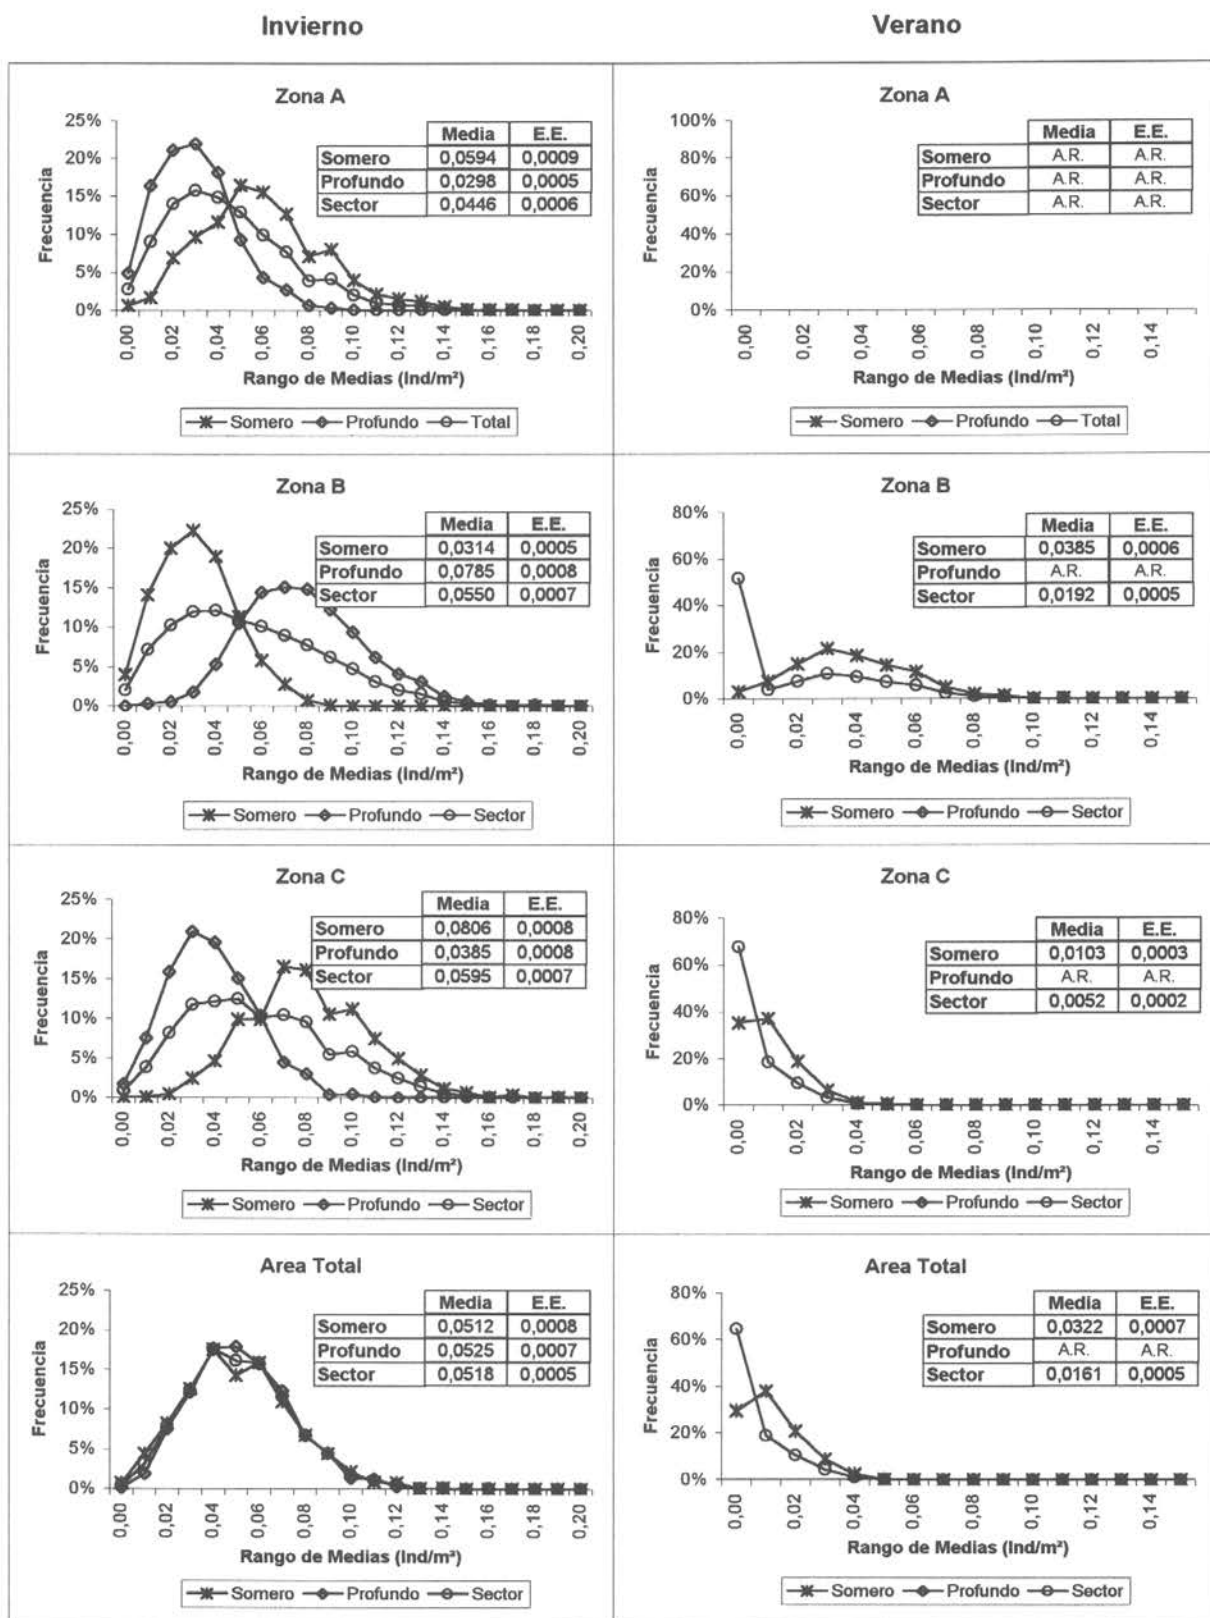 Invierno
Verano
Zona A
Media E.E.
Somero 0,0594 0,0009
Profundo 0,0298 0,0005
Sector 0,0446 0,0006
Frecuencia
25%
20%
15%
10%
5%
0%
0,00 0,02 0,04 0,06 0,08 0,10 0,12 0,14 0,16 0,18 0,20
Rango de Medias (Ind/m²)
Somero Profundo Total
Zona A
Media E.E.
Somero A.R. A.R.
Profundo A.R. A.R.
Sector A.R. A.R.
Frecuencia
100%
80%
60%
40%
20%
0%
0,00 0,02 0,04 0,06 0,08 0,10 0,12 0,14
Rango de Medias (Ind/m²)
Somero Profundo Total
Zona B
Media E.E.
Somero 0,0314 0,0005
Profundo 0,0785 0,0008
Sector 0,0550 0,0007
Frecuencia
25%
20%
15%
10%
5%
0%
0,00 0,02 0,04 0,06 0,08 0,10 0,12 0,14 0,16 0,18 0,20
Rango de Medias (Ind/m²)
Somero Profundo Sector
Zona B
Media E.E.
Somero 0,0385 0,0006
Profundo A.R. A.R.
Sector 0,0192 0,0005
Frecuencia
80%
60%
40%
20%
0%
0,00 0,02 0,04 0,06 0,08 0,10 0,12 0,14
Rango de Medias (Ind/m²)
Somero Profundo Sector
Zona C
Media E.E.
Somero 0,0806 0,0008
Profundo 0,0385 0,0008
Sector 0,0595 0,0007
Frecuencia
25%
20%
15%
10%
5%
0%
0,00 0,02 0,04 0,06 0,08 0,10 0,12 0,14 0,16 0,18 0,20
Rango de Medias (Ind/m²)
Somero Profundo Sector
Zona C
Media E.E.
Somero 0,0103 0,0003
Profundo A.R. A.R.
Sector 0,0052 0,0002
Frecuencia
80%
60%
40%
20%
0%
0,00 0,02 0,04 0,06 0,08 0,10 0,12 0,14
Rango de Medias (Ind/m²)
Somero Profundo Sector
Area Total
Media E.E.
Somero 0,0512 0,0008
Profundo 0,0525 0,0007
Sector 0,0518 0,0005
Frecuencia
25%
20%
15%
10%
5%
0%
0,00 0,02 0,04 0,06 0,08 0,10 0,12 0,14 0,16 0,18 0,20
Rango de Medias (Ind/m²)
Somero Profundo Sector
Area Total
Media E.E.
Somero 0,0322 0,0007
Profundo A.R. A.R.
Sector 0,0161 0,0005
Frecuencia
80%
60%
40%
20%
0%
0,00 0,02 0,04 0,06 0,08 0,10 0,12 0,14
Rango de Medias (Ind/m²)
Somero Profundo Sector